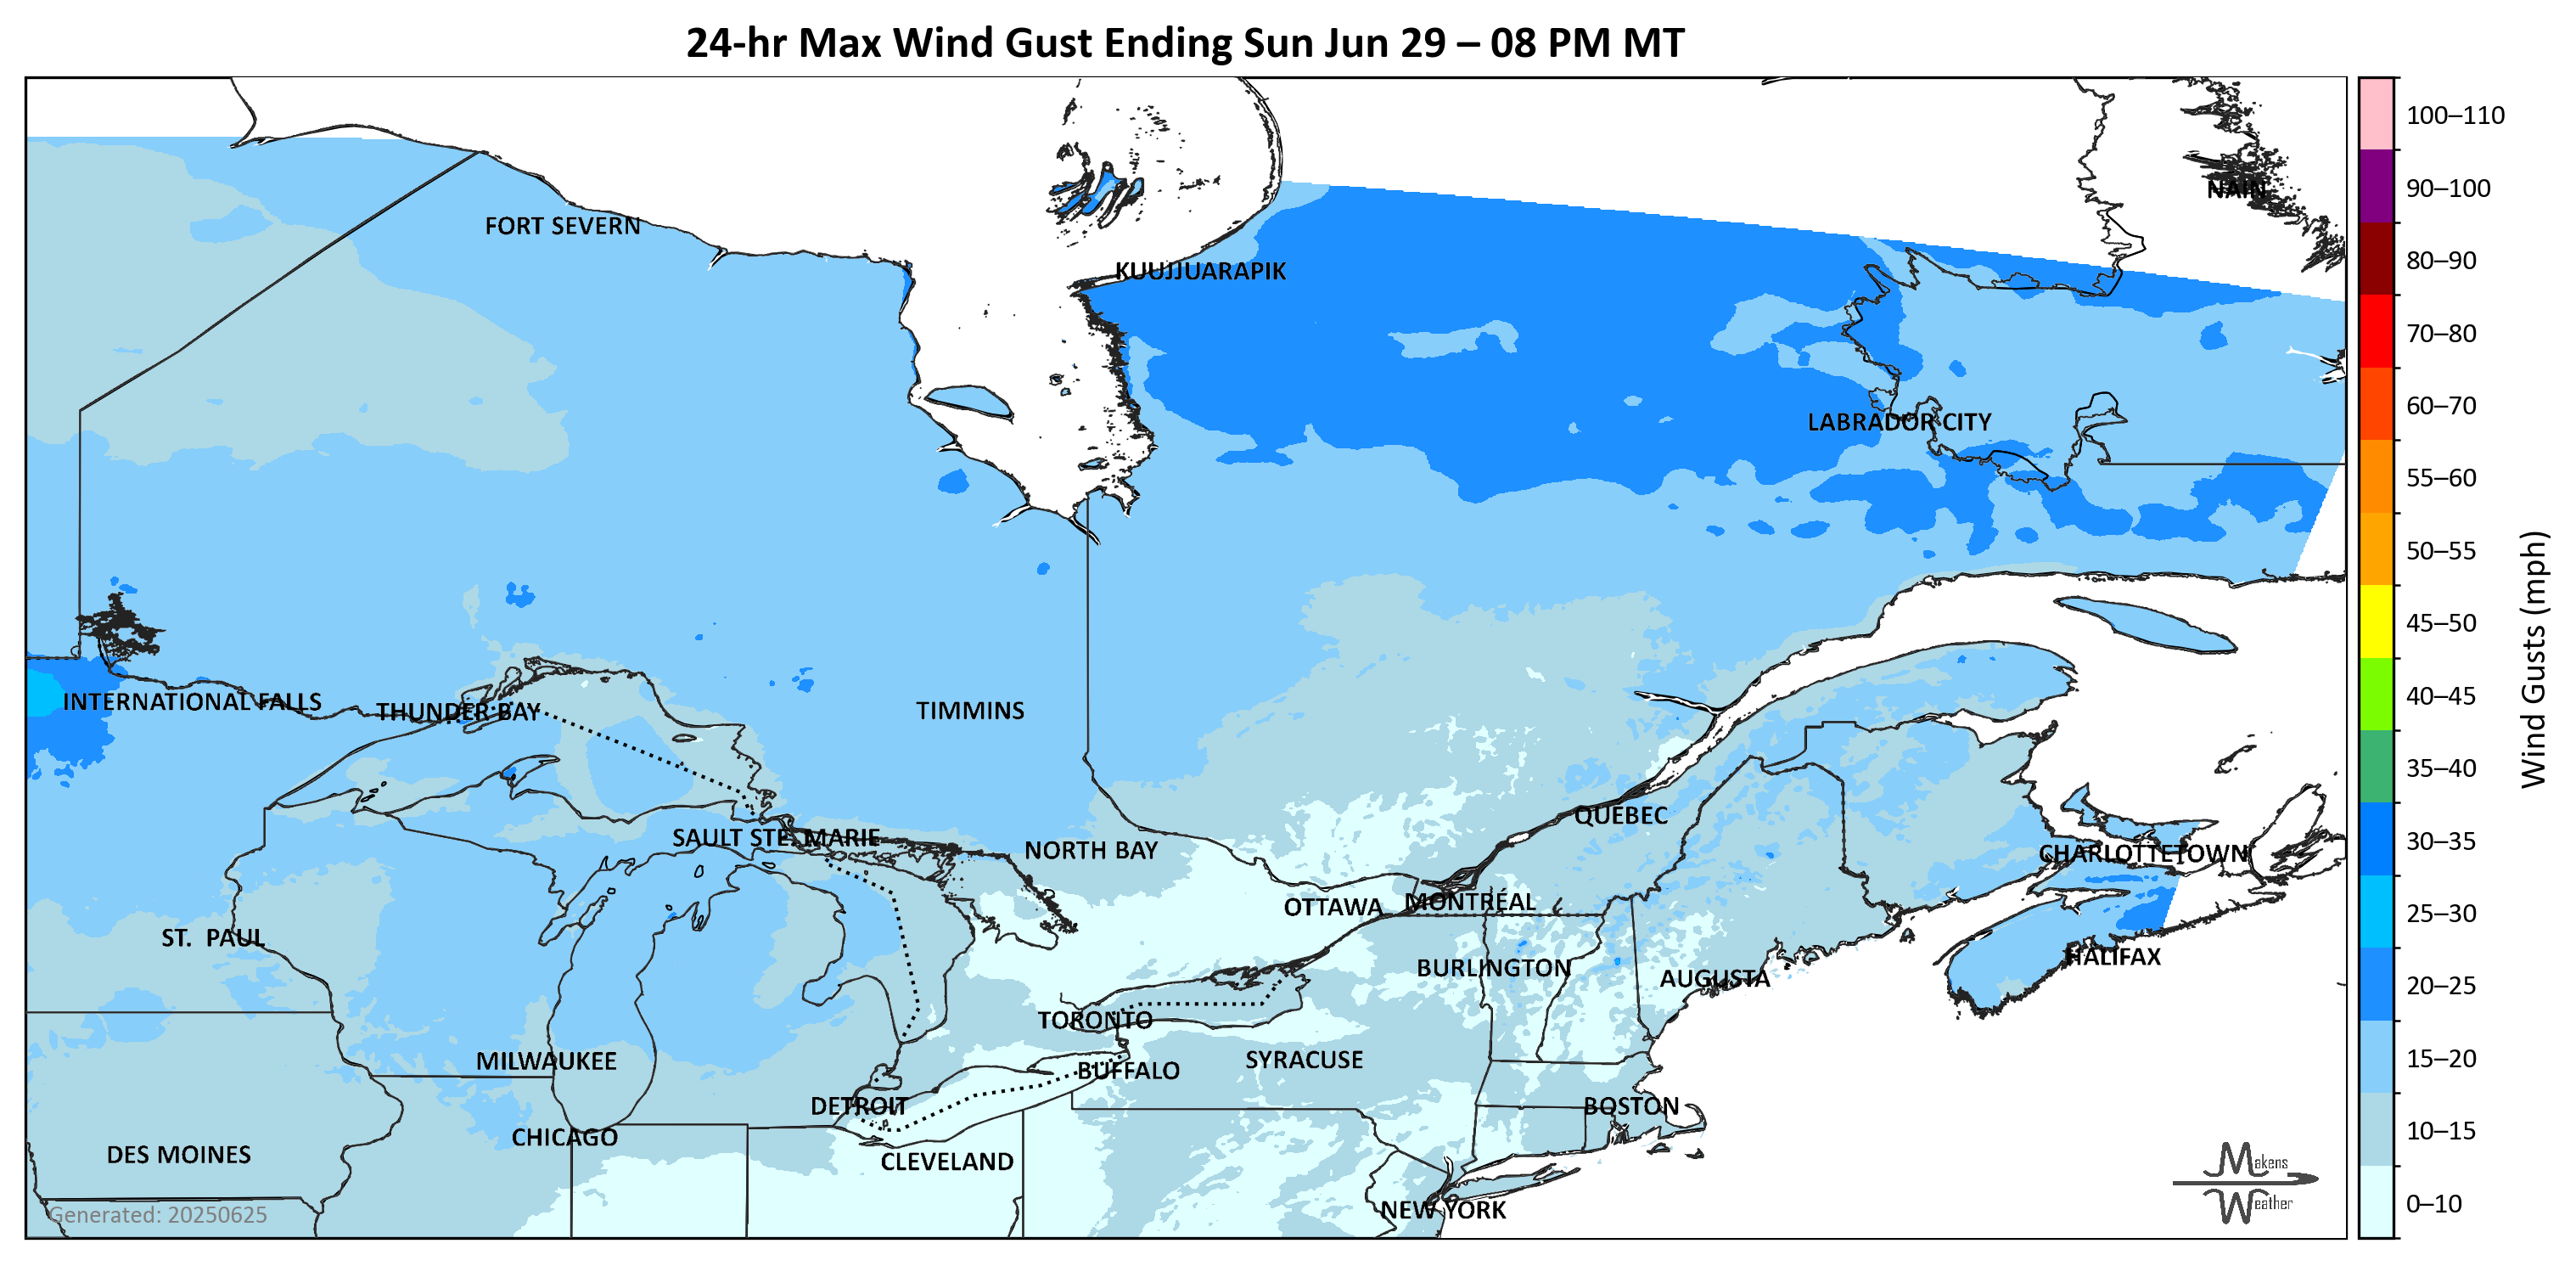 24-hr Max Wind Gust Ending Sun Jun 29 – 08 PM MT
100–110
NAIN
90–100
FORT SEVERN
80–90
KUUJJUARAPIK
70–80
60–70
LABRADOR CITY
55–60
50–55
45–50
Wind Gusts (mph)
INTERNATIONAL FALLS
THUNDER BAY
TIMMINS
40–45
35–40
QUÉBEC
SAULT STE. MARIE
NORTH BAY
CHARLOTTETOWN
30–35
OTTAWA
MONTRÉAL
25–30
ST. PAUL
HALIFAX
BURLINGTON
AUGUSTA
20–25
TORONTO
MILWAUKEE
SYRACUSE
15–20
BUFFALO
DETROIT
BOSTON
CHICAGO
10–15
DES MOINES
CLEVELAND
Makens
Weather
NEW YORK
0–10
Generated: 20250625